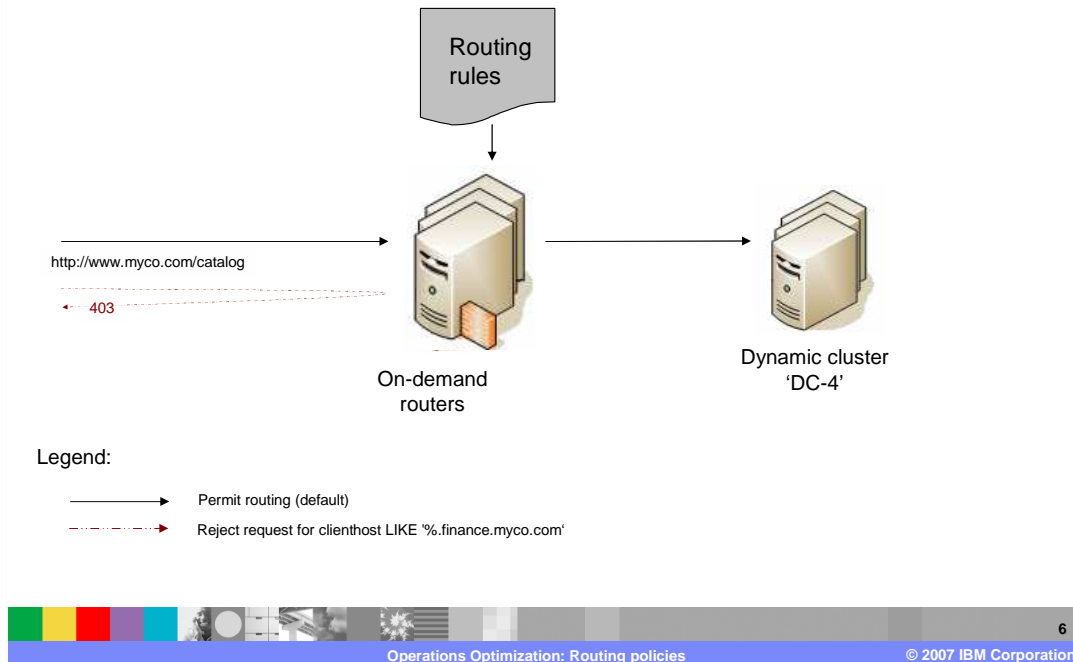 Routing
rules
http://www.myco.com/catalog
403
On-demand
routers
Dynamic cluster
‘DC-4’
Legend:
Permit routing (default)
Reject request for clienthost LIKE '%.finance.myco.com‘
6
Operations Optimization: Routing policies
© 2007 IBM Corporation